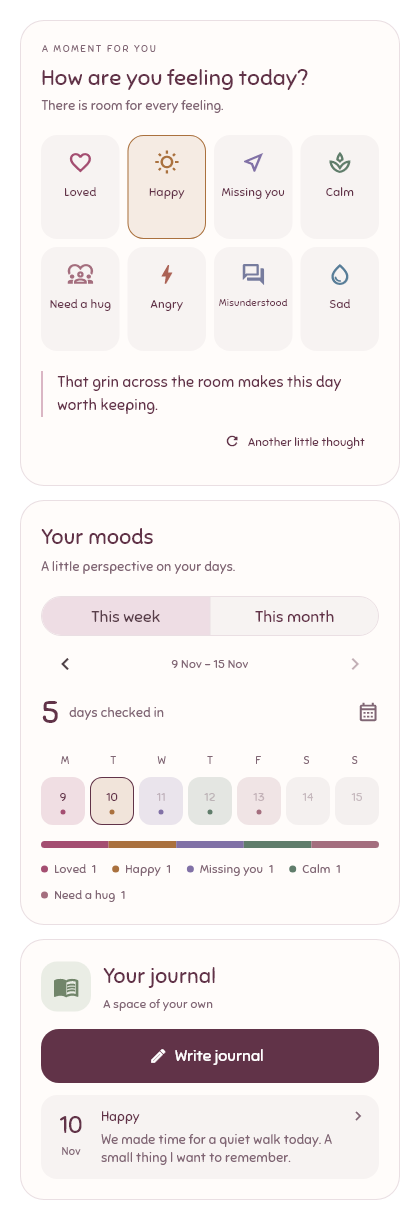 A MOMENT FOR YOU
How are you feeling today?
There is room for every feeling.
Loved
Happy
Missing you
Calm
Need a hug
Angry
Misunderstood
Sad
That grin across the room makes this day
worth keeping.
Another little thought
Your moods
A little perspective on your days.
This week
This month
9 Nov – 15 Nov
5 days checked in
M T W T F S S
9 10 11 12 13 14 15
Loved 1 Happy 1 Missing you 1 Calm 1
Need a hug 1
Your journal
A space of your own
Write journal
10
Nov
Happy
We made time for a quiet walk today. A
small thing I want to remember.